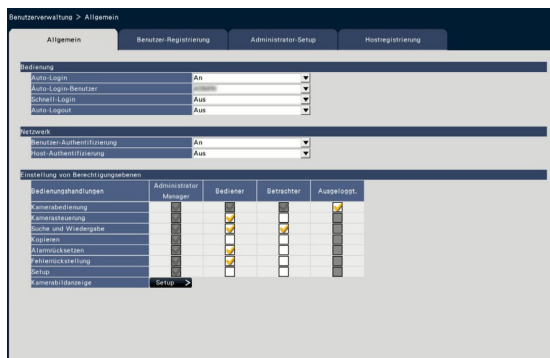 Benutzerverwaltung > Allgemein
Allgemein Benutzer-Registrierung Administrator-Setup Hostregistrierung
Bedienung
Auto-Login An
Auto-Login-Benutzer
Schnell-Login Aus
Auto-Logout Aus
Netzwerk
Benutzer-Authentifizierung An
Host-Authentifizierung Aus
Einstellung von Berechtigungsebenen
Bedienungshandlungen Administrator Manager Bediener Betrachter Ausgeloggt.
Kamerabedienung
Kamerasteuerung
Suche und Wiedergabe
Kopieren
Alarmrücksetzen
Fehlerrückstellung
Setup
Kamerabildanzeige Setup >